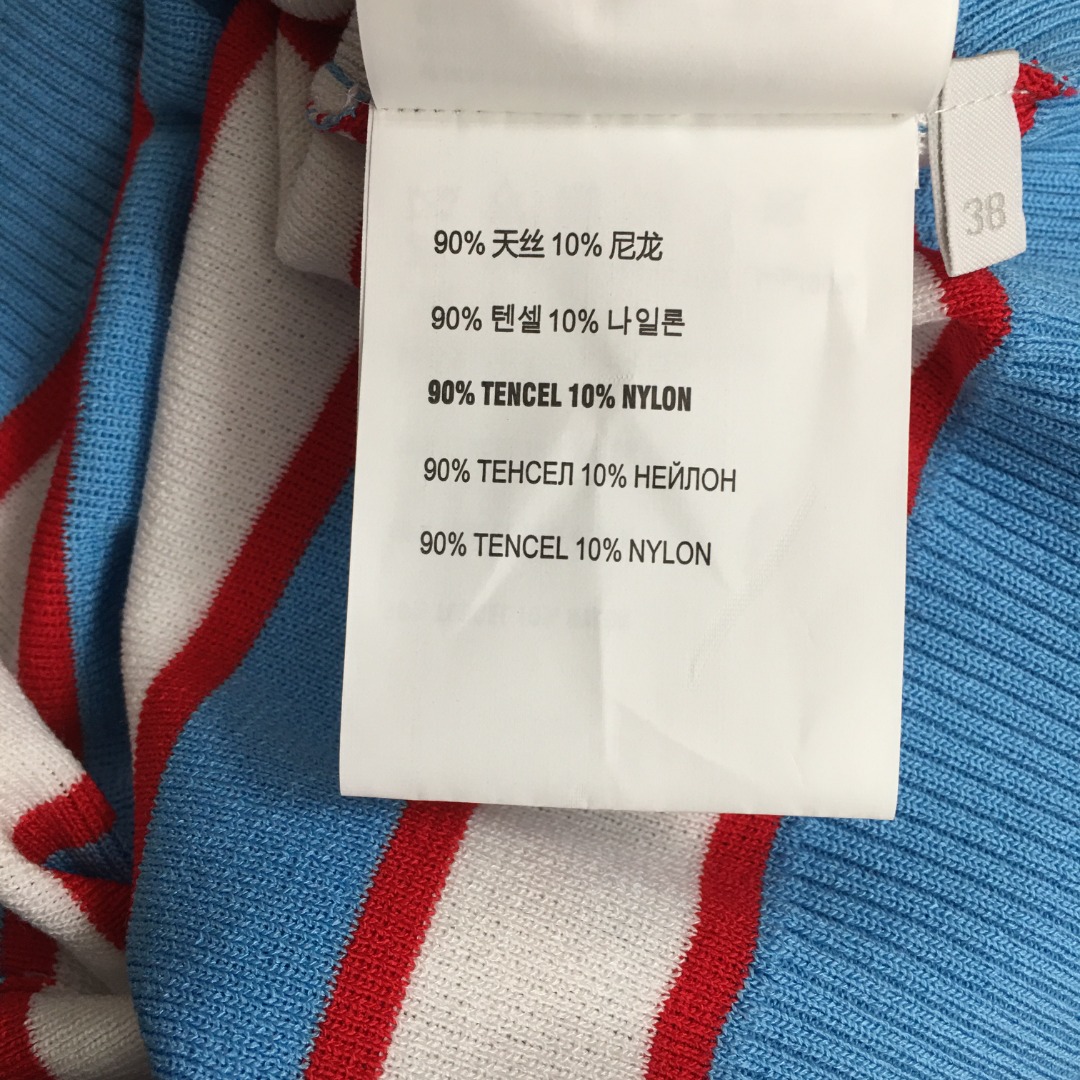 90% 天丝 10% 尼龙
90% 텐셀 10% 나일론
90% TENCEL 10% NYLON
90% ТЕНСЕЛ 10% НЕЙЛОН
90% TENCEL 10% NYLON
38